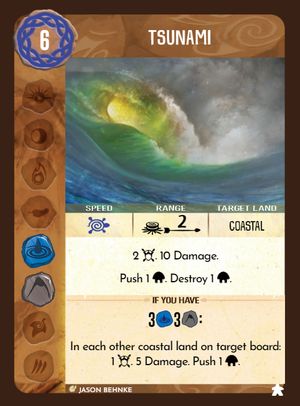 6
TSUNAMI
SPEED RANGE TARGET LAND
2 COASTAL
2 . 10 Damage.
Push 1 . Destroy 1 .
IF YOU HAVE
3 3 :
In each other coastal land on target board:
1 . 5 Damage. Push 1 .
JASON BEHNKE